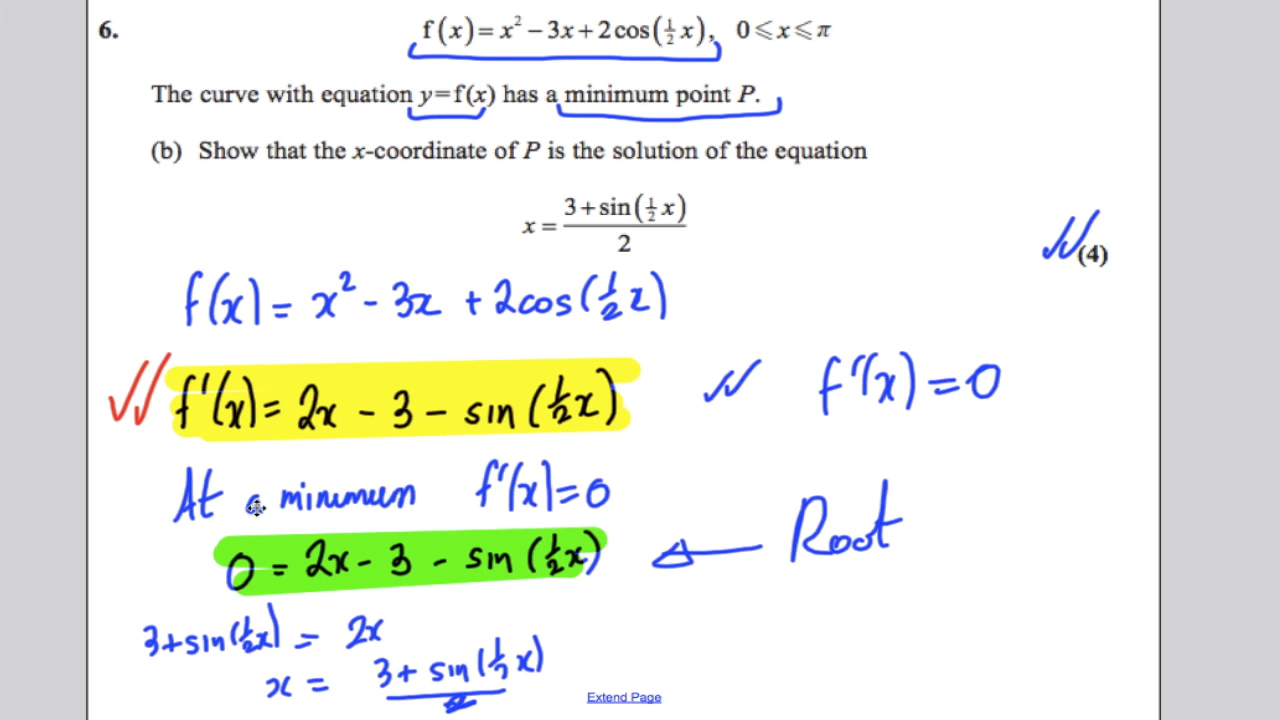 6. f(x) = x² − 3x + 2cos(½x), 0 ⩽ x ⩽ π
The curve with equation y=f(x) has a minimum point P.
(b) Show that the x-coordinate of P is the solution of the equation
x = (3 + sin(½x)) / 2
(4)
f(x) = x² - 3x + 2cos(½x)
f'(x) = 2x - 3 - sin(½x)
f'(x) = 0
At a minimum f'(x) = 0
0 = 2x - 3 - sin(½x)
Root
3 + sin(½x) = 2x
x = (3 + sin(½x)) / 2
Extend Page